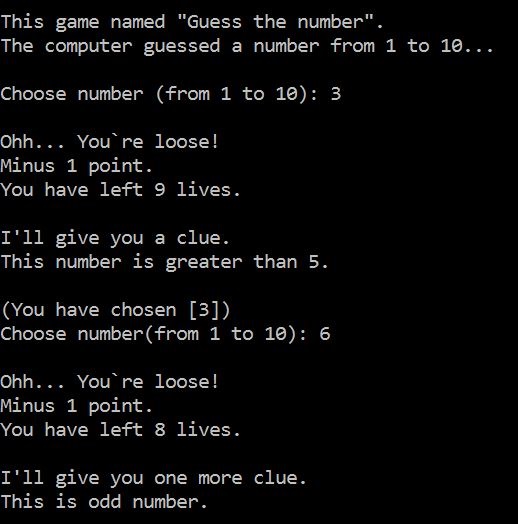 This game named "Guess the number".
The computer guessed a number from 1 to 10...
Choose number (from 1 to 10): 3
Ohh... You`re loose!
Minus 1 point.
You have left 9 lives.
I'll give you a clue.
This number is greater than 5.
(You have chosen [3])
Choose number(from 1 to 10): 6
Ohh... You`re loose!
Minus 1 point.
You have left 8 lives.
I'll give you one more clue.
This is odd number.